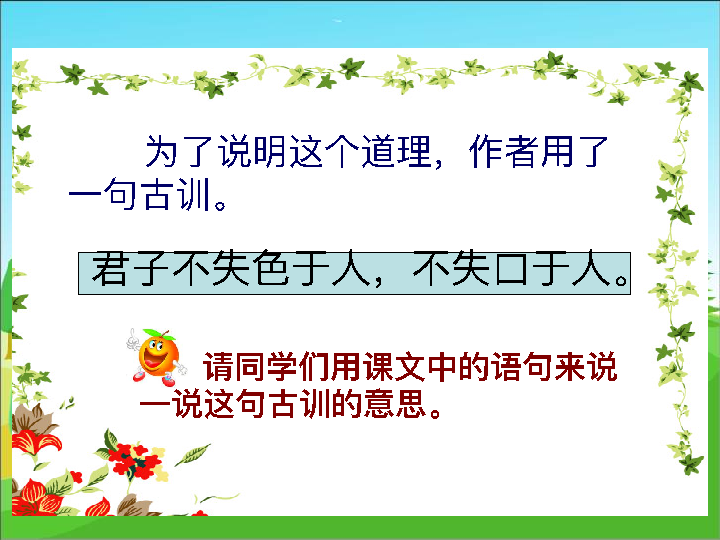 为了说明这个道理，作者用了
一句古训。
君子不失色于人，不失口于人。
请同学们用课文中的语句来说
一说这句古训的意思。